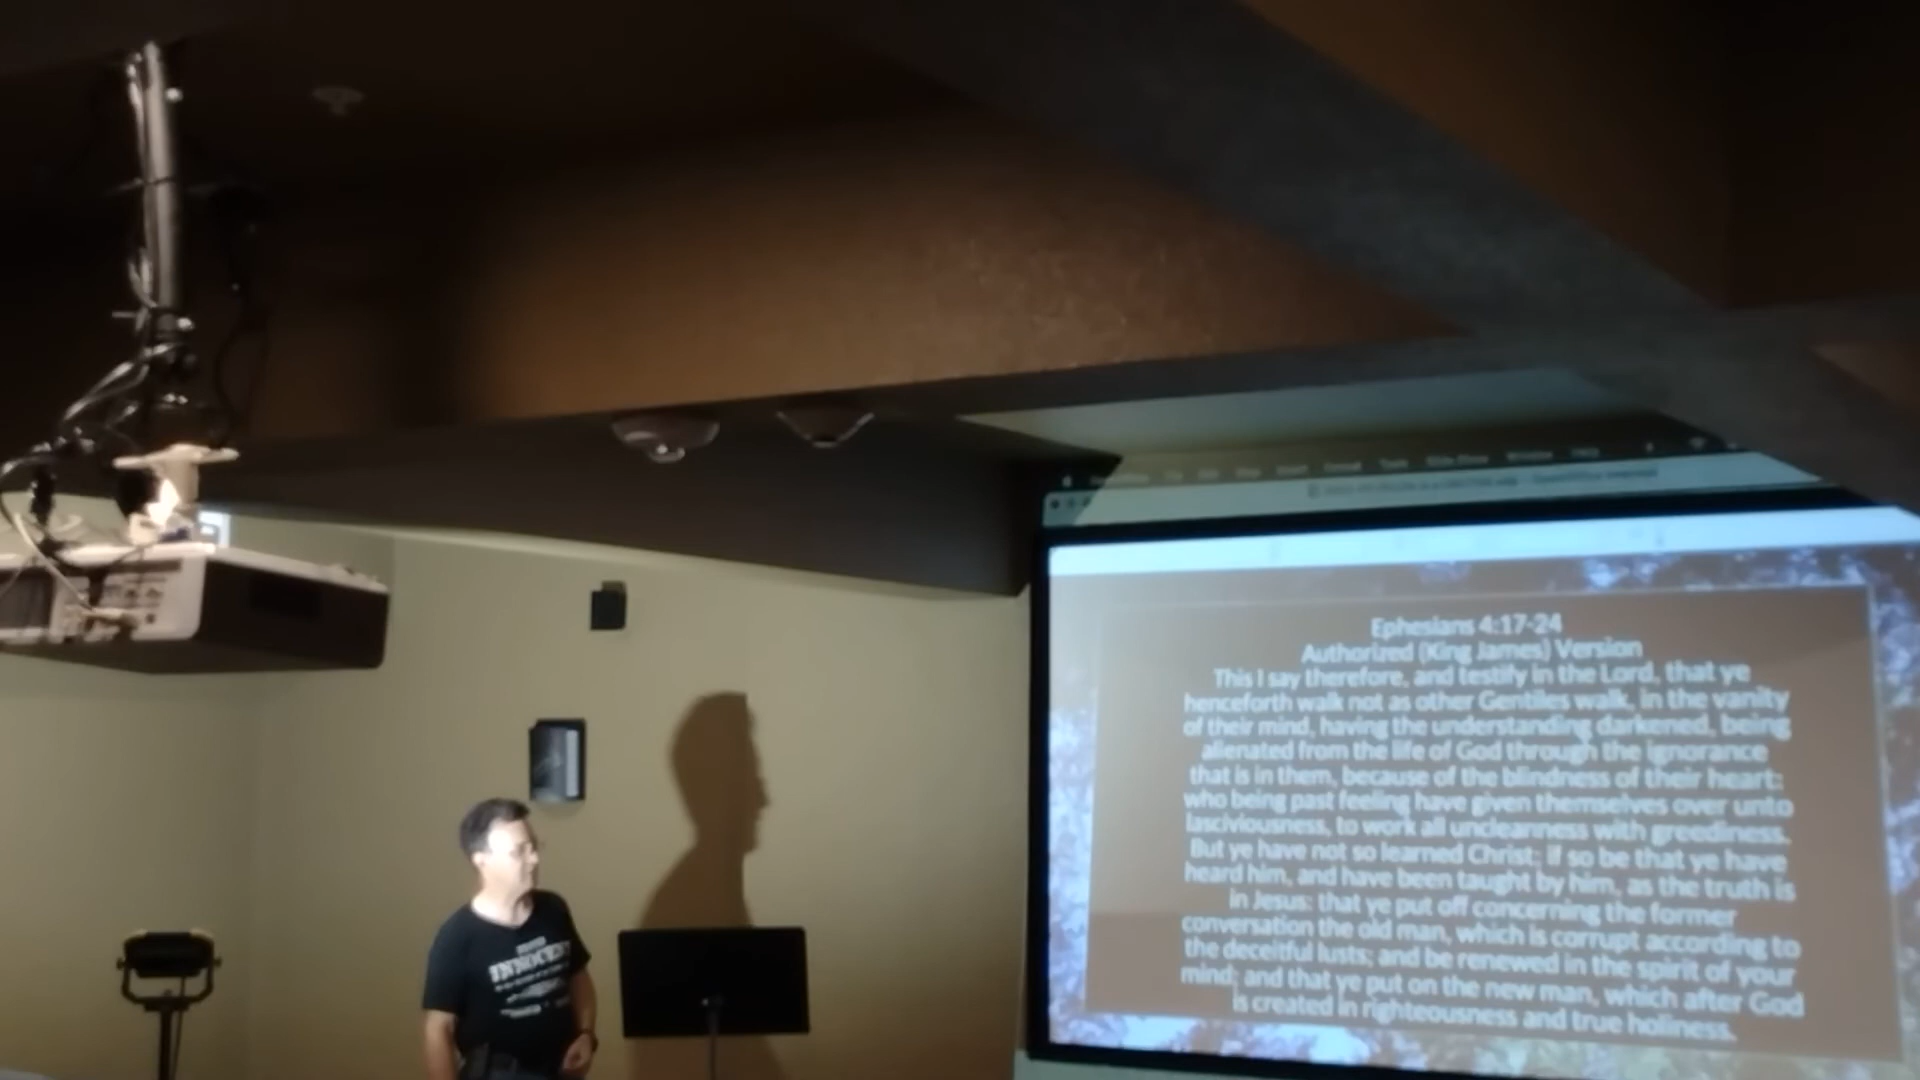 Ephesians 4:17-24
Authorized (King James) Version
This I say therefore, and testify in the Lord, that ye
henceforth walk not as other Gentiles walk, in the vanity
of their mind, having the understanding darkened, being
alienated from the life of God through the ignorance
that is in them, because of the blindness of their heart:
who being past feeling have given themselves over unto
lasciviousness, to work all uncleanness with greediness.
But ye have not so learned Christ; if so be that ye have
heard him, and have been taught by him, as the truth is
in Jesus: that ye put off concerning the former
conversation the old man, which is corrupt according to
the deceitful lusts; and be renewed in the spirit of your
mind; and that ye put on the new man, which after God
is created in righteousness and true holiness.
INNOCENT